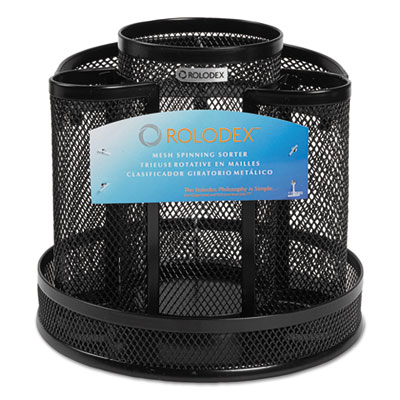 ROLODEX
ROLODEX™
MESH SPINNING SORTER
TRIEUSE ROTATIVE EN MAILLES
CLASIFICADOR GIRATORIO METÁLICO
The Rolodex Philosophy is Simple...